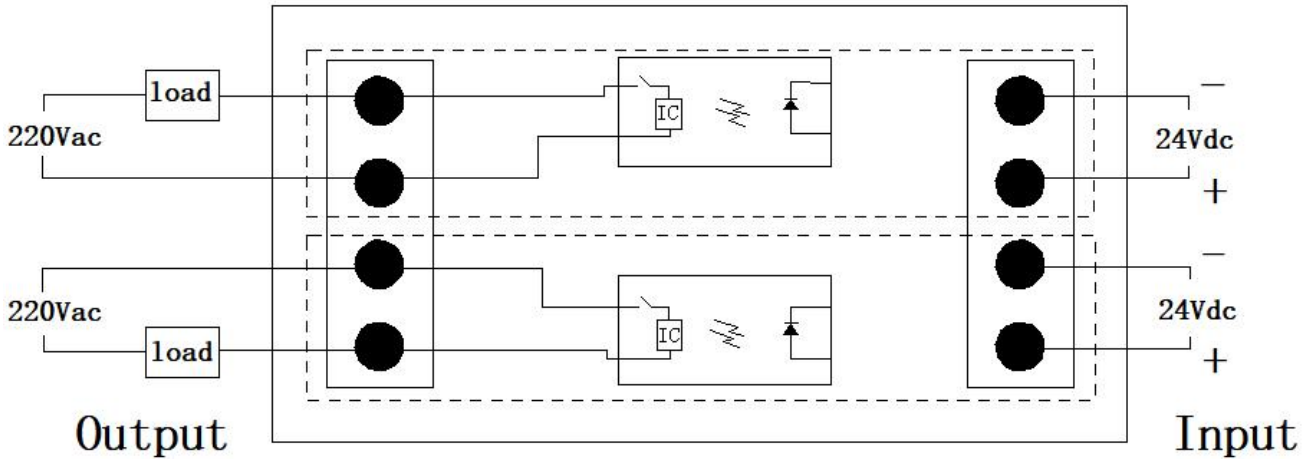 load
220Vac
IC
−
24Vdc
+
220Vac
load
IC
−
24Vdc
+
Output
Input